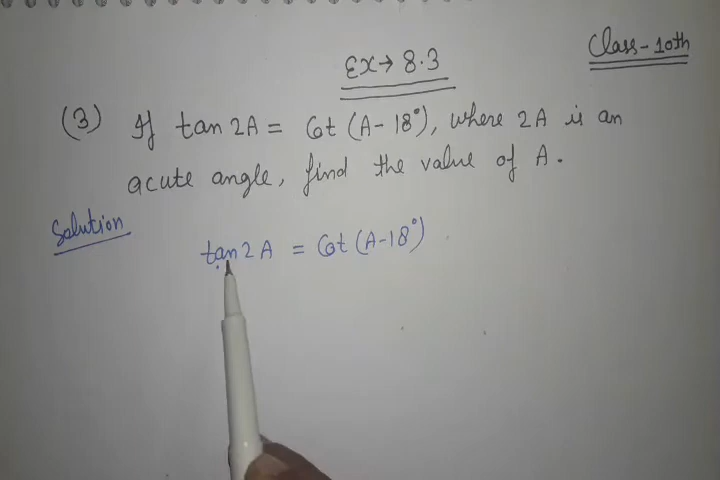 Class-10th
Ex→ 8.3
(3) If tan 2A = Cot (A-18°), where 2A is an
acute angle, find the value of A.
Solution
tan 2A = Cot (A-18°)